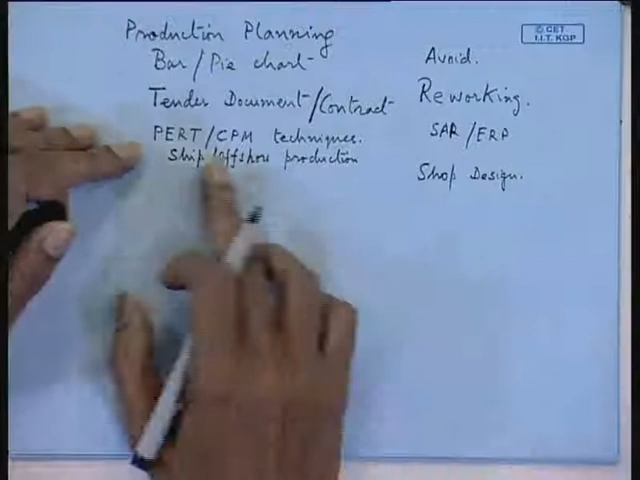 Production Planning
© CET
I.I.T. KGP
Bar/Pie chart
Avoid.
Tender Document/Contract
Reworking.
PERT/CPM techniques.
SAR/ERP
Ship/offshore production
Shop Design.